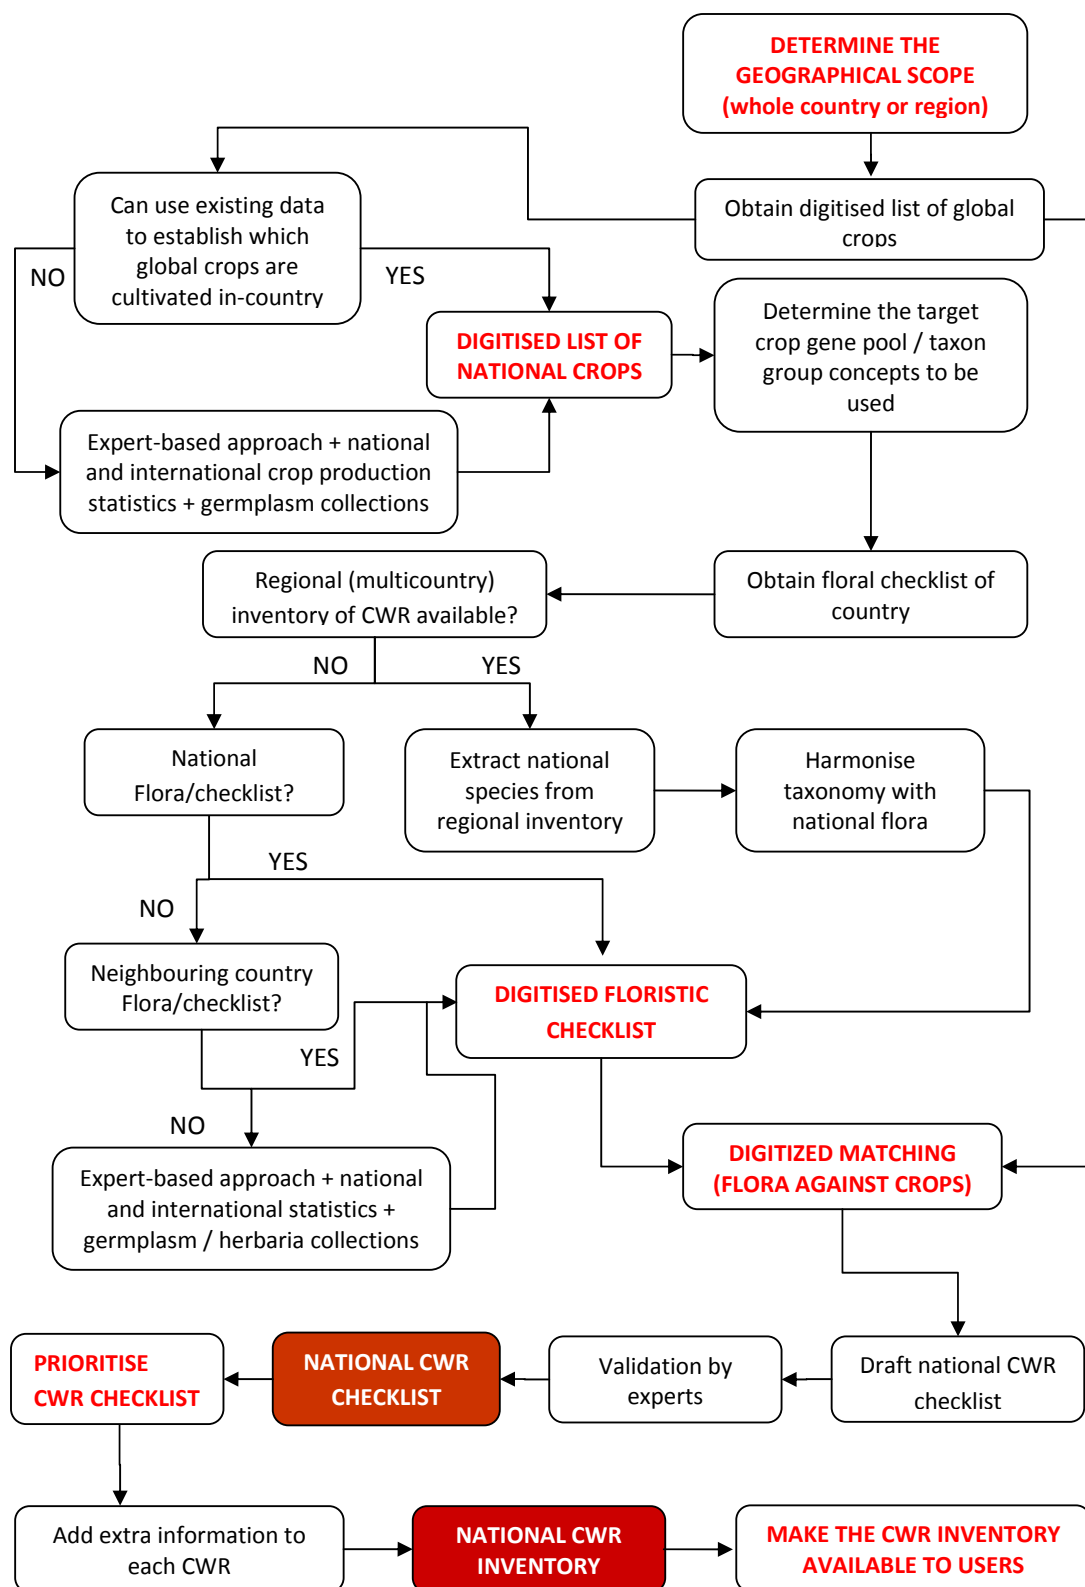 DETERMINE THE
GEOGRAPHICAL SCOPE
(whole country or region)
Obtain digitised list of global
crops
Can use existing data
to establish which
global crops are
cultivated in-country
NO
YES
DIGITISED LIST OF
NATIONAL CROPS
Determine the target
crop gene pool / taxon
group concepts to be
used
Expert-based approach + national
and international crop production
statistics + germplasm collections
Obtain floral checklist of
country
Regional (multicountry)
inventory of CWR available?
NO
YES
National
Flora/checklist?
Extract national
species from
regional inventory
Harmonise
taxonomy with
national flora
YES
NO
Neighbouring country
Flora/checklist?
DIGITISED FLORISTIC
CHECKLIST
YES
NO
Expert-based approach + national
and international statistics +
germplasm / herbaria collections
DIGITIZED MATCHING
(FLORA AGAINST CROPS)
Draft national CWR
checklist
Validation by
experts
NATIONAL CWR
CHECKLIST
PRIORITISE
CWR CHECKLIST
Add extra information to
each CWR
NATIONAL CWR
INVENTORY
MAKE THE CWR INVENTORY
AVAILABLE TO USERS